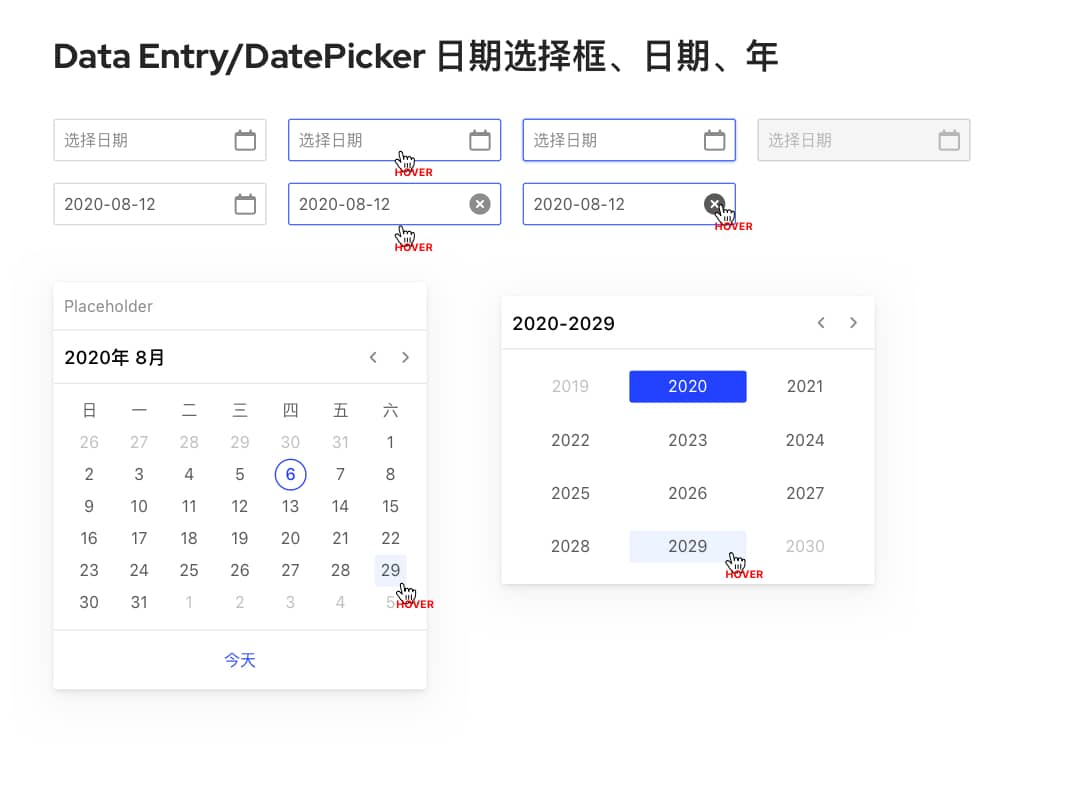 Data Entry/DatePicker 日期选择框、日期、年
选择日期 选择日期 选择日期 选择日期
HOVER
2020-08-12 2020-08-12 2020-08-12
HOVER
HOVER
Placeholder
2020年 8月
日 一 二 三 四 五 六
26 27 28 29 30 31 1
2 3 4 5 6 7 8
9 10 11 12 13 14 15
16 17 18 19 20 21 22
23 24 25 26 27 28 29
30 31 1 2 3 4 5
HOVER
今天
2020-2029
2019 2020 2021
2022 2023 2024
2025 2026 2027
2028 2029 2030
HOVER